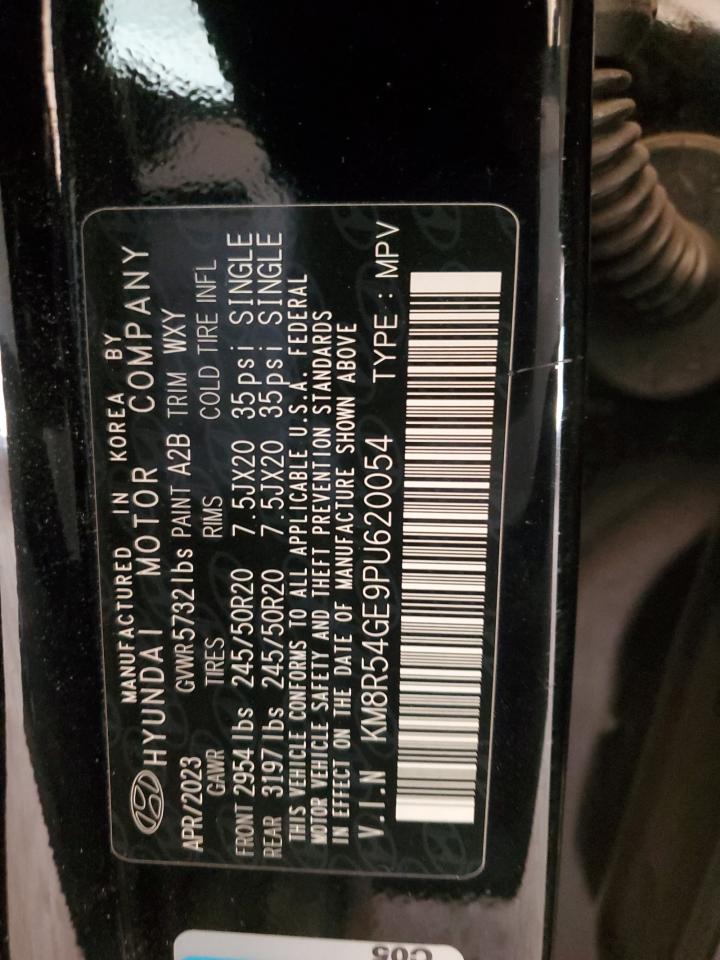 MANUFACTURED IN KOREA BY
HYUNDAI MOTOR COMPANY
APR/2023 GVWR5732lbs PAINT A2B TRIM WXY
GAWR TIRES RIMS COLD TIRE INFL
FRONT 2954 lbs 245/50R20 7.5JX20 35psi SINGLE
REAR 3197 lbs 245/50R20 7.5JX20 35psi SINGLE
THIS VEHICLE CONFORMS TO ALL APPLICABLE U.S.A. FEDERAL
MOTOR VEHICLE SAFETY AND THEFT PREVENTION STANDARDS
IN EFFECT ON THE DATE OF MANUFACTURE SHOWN ABOVE
V.I.N KM8R54GE9PU620054 TYPE : MPV
C05